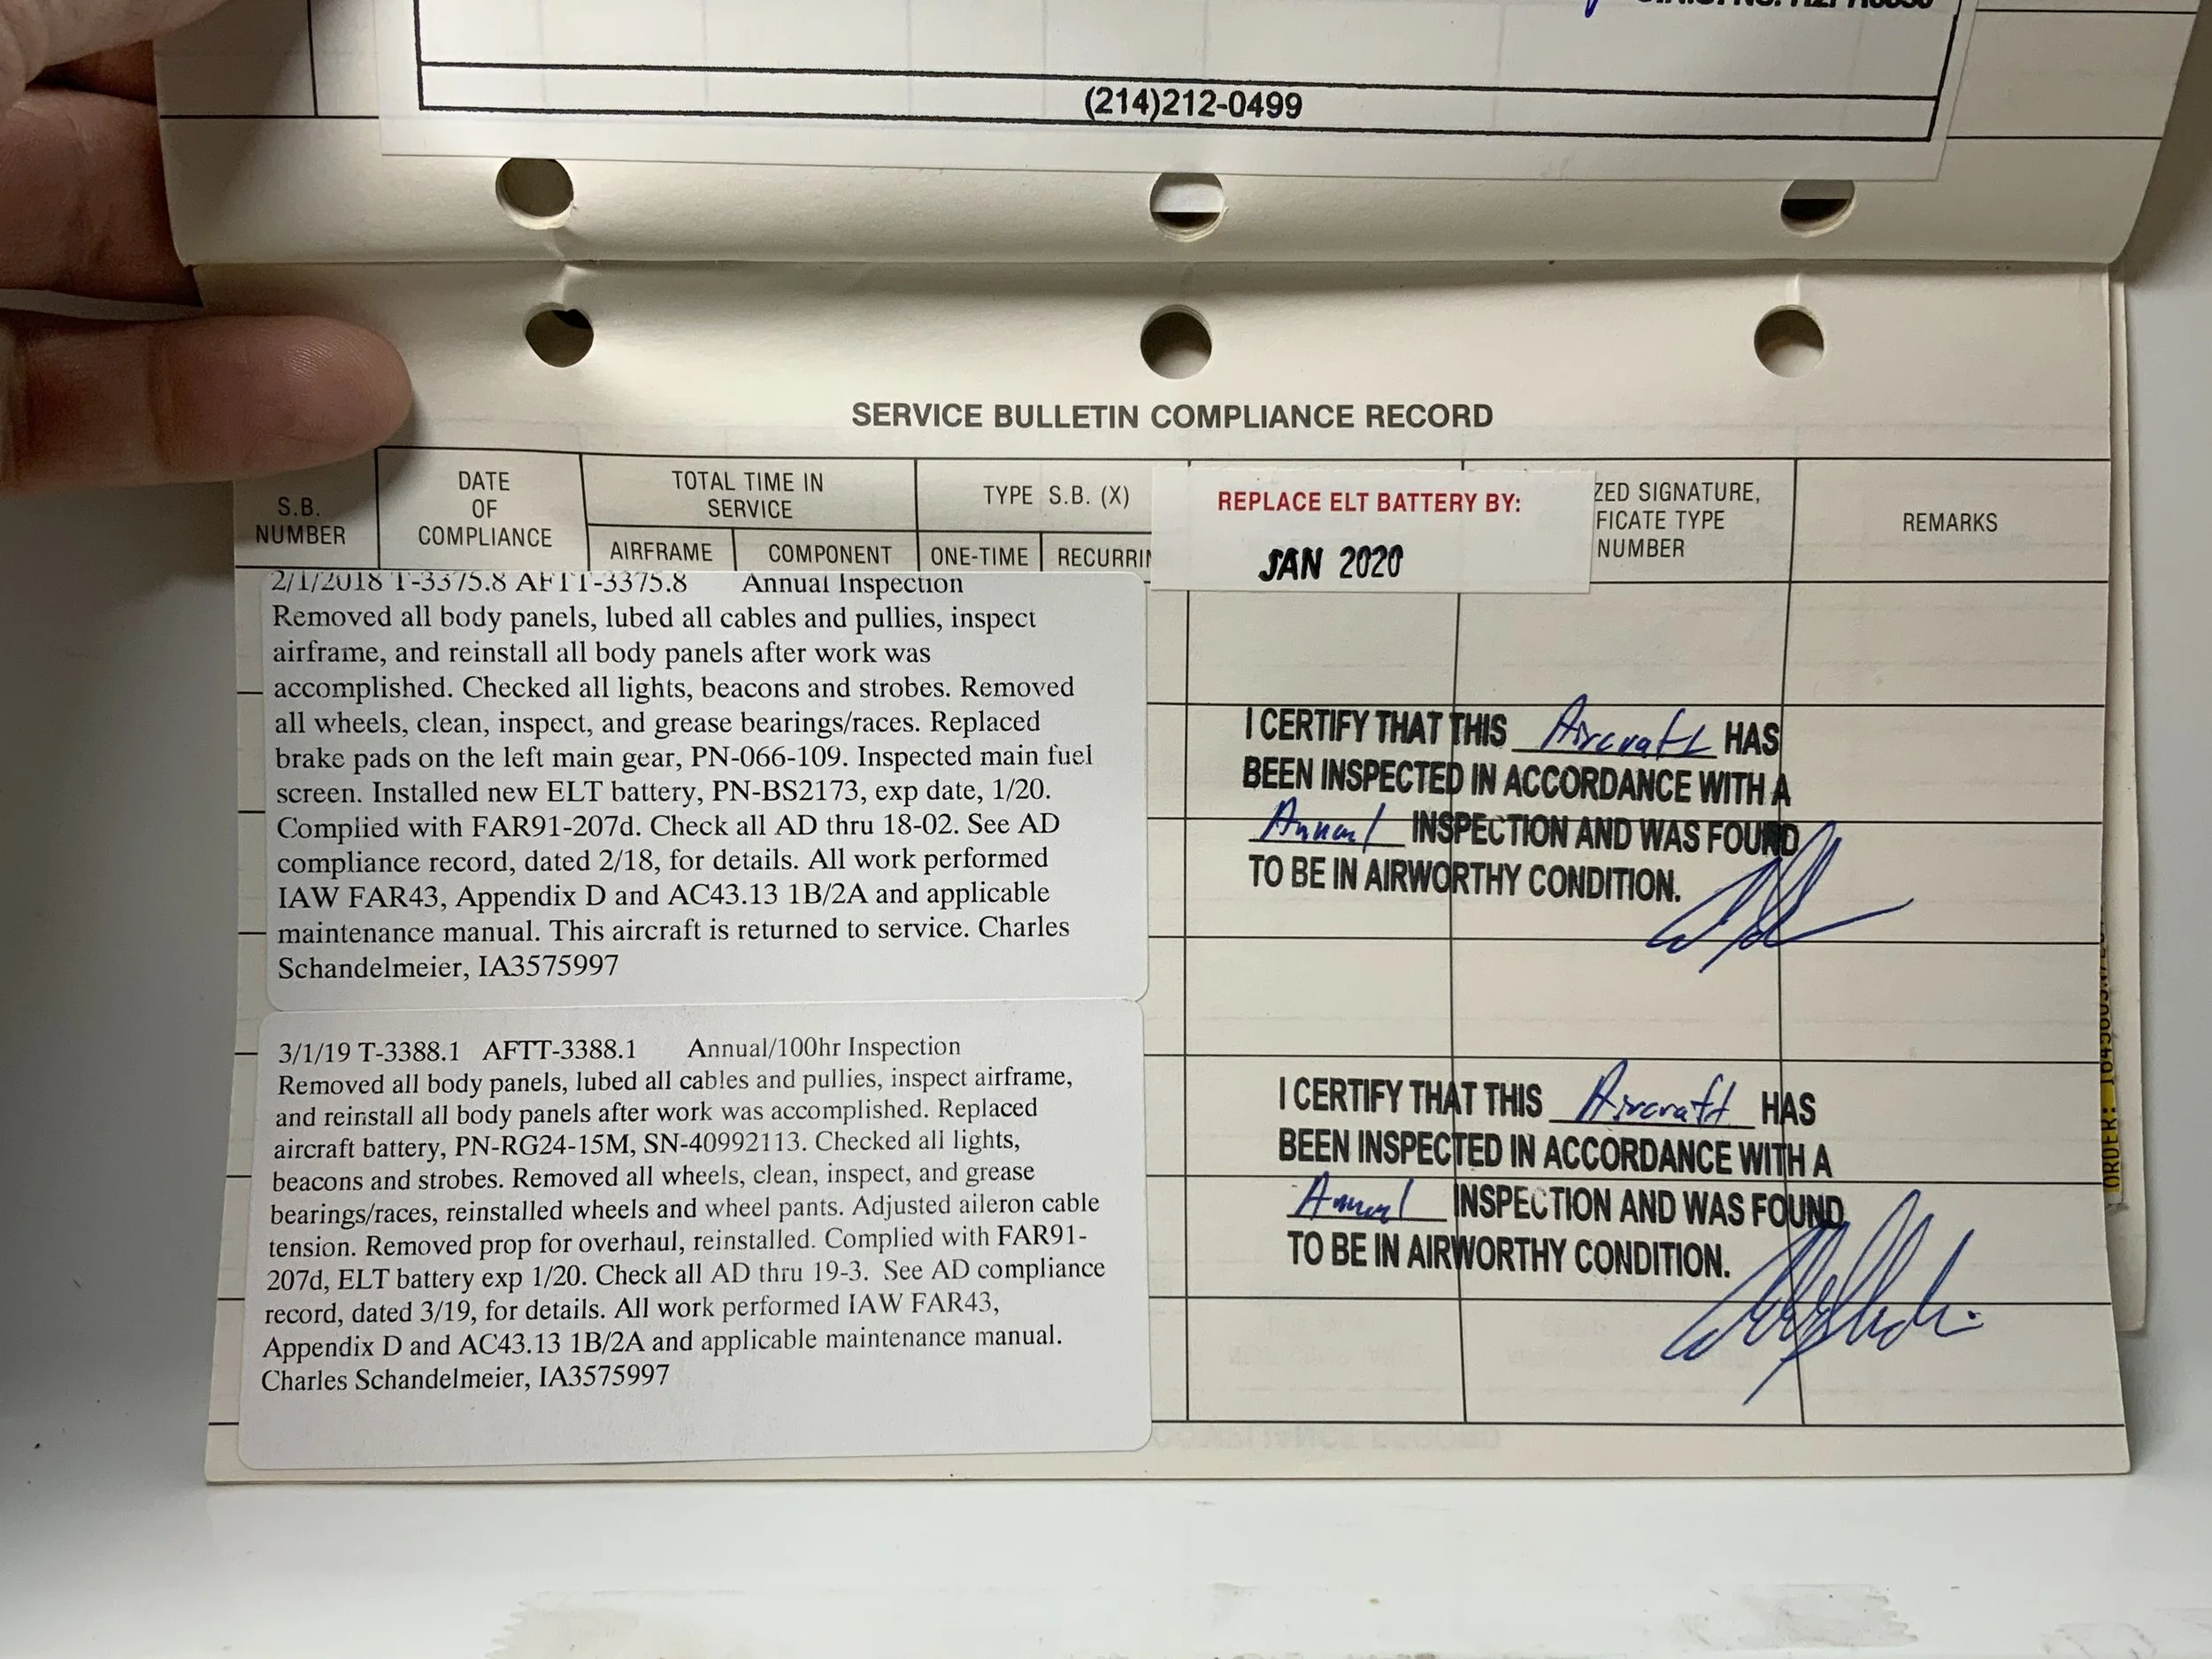 (214)212-0499
SERVICE BULLETIN COMPLIANCE RECORD
S.B.
NUMBER
DATE
OF
COMPLIANCE
TOTAL TIME IN
SERVICE
AIRFRAME
COMPONENT
TYPE S.B. (X)
ONE-TIME
RECURRIN
REPLACE ELT BATTERY BY:
JAN 2020
ZED SIGNATURE,
FICATE TYPE
NUMBER
REMARKS
2/1/2018 T-3375.8 AFTT-3375.8 Annual Inspection
Removed all body panels, lubed all cables and pullies, inspect
airframe, and reinstall all body panels after work was
accomplished. Checked all lights, beacons and strobes. Removed
all wheels, clean, inspect, and grease bearings/races. Replaced
brake pads on the left main gear, PN-066-109. Inspected main fuel
screen. Installed new ELT battery, PN-BS2173, exp date, 1/20.
Complied with FAR91-207d. Check all AD thru 18-02. See AD
compliance record, dated 2/18, for details. All work performed
IAW FAR43, Appendix D and AC43.13 1B/2A and applicable
maintenance manual. This aircraft is returned to service. Charles
Schandelmeier, IA3575997
I CERTIFY THAT THIS Aircraft HAS
BEEN INSPECTED IN ACCORDANCE WITH A
Annual INSPECTION AND WAS FOUND
TO BE IN AIRWORTHY CONDITION.
3/1/19 T-3388.1 AFTT-3388.1 Annual/100hr Inspection
Removed all body panels, lubed all cables and pullies, inspect airframe,
and reinstall all body panels after work was accomplished. Replaced
aircraft battery, PN-RG24-15M, SN-40992113. Checked all lights,
beacons and strobes. Removed all wheels, clean, inspect, and grease
bearings/races, reinstalled wheels and wheel pants. Adjusted aileron cable
tension. Removed prop for overhaul, reinstalled. Complied with FAR91-
207d, ELT battery exp 1/20. Check all AD thru 19-3. See AD compliance
record, dated 3/19, for details. All work performed IAW FAR43,
Appendix D and AC43.13 1B/2A and applicable maintenance manual.
Charles Schandelmeier, IA3575997
I CERTIFY THAT THIS Aircraft HAS
BEEN INSPECTED IN ACCORDANCE WITH A
Annual INSPECTION AND WAS FOUND
TO BE IN AIRWORTHY CONDITION.
ORDER: